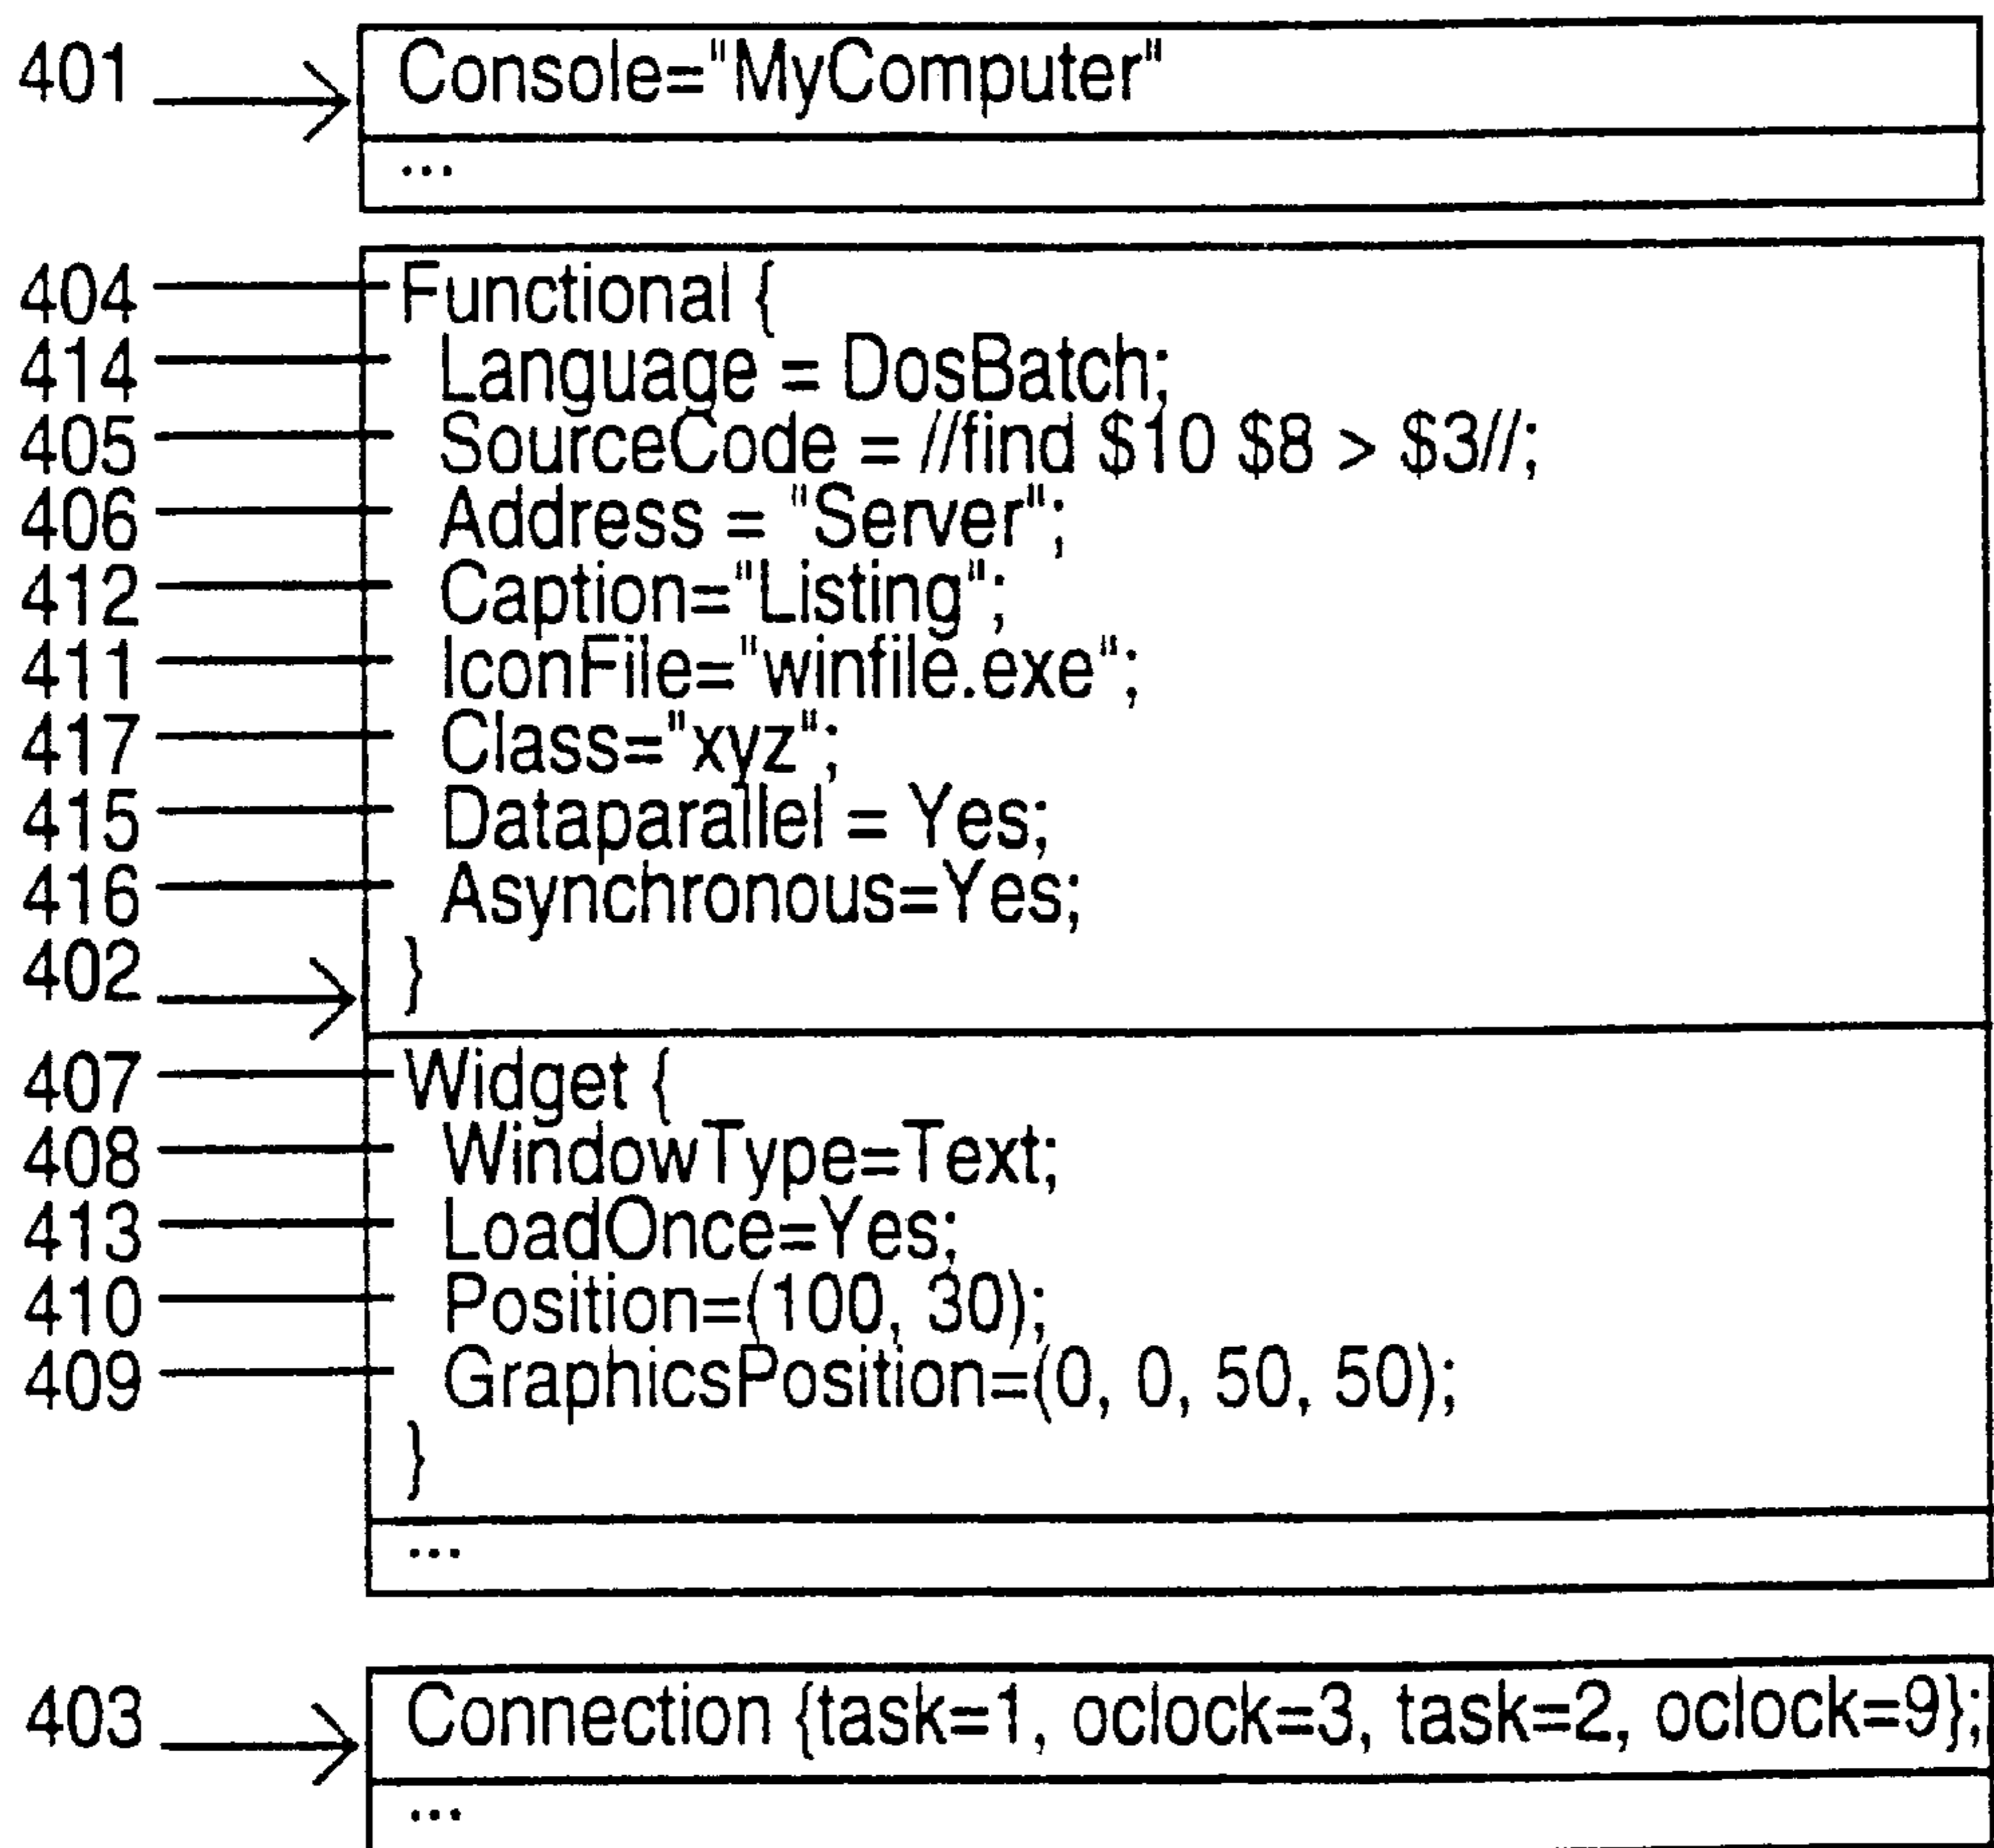 401 Console="MyComputer"
...
404 Functional {
414 Language = DosBatch;
405 SourceCode = //find $10 $8 > $3//;
406 Address = "Server";
412 Caption="Listing";
411 IconFile="winfile.exe";
417 Class="xyz";
415 Dataparallel = Yes;
416 Asynchronous=Yes;
402 }
407 Widget {
408 WindowType=Text;
413 LoadOnce=Yes;
410 Position=(100, 30);
409 GraphicsPosition=(0, 0, 50, 50);
}
...
403 Connection {task=1, oclock=3, task=2, oclock=9};
...